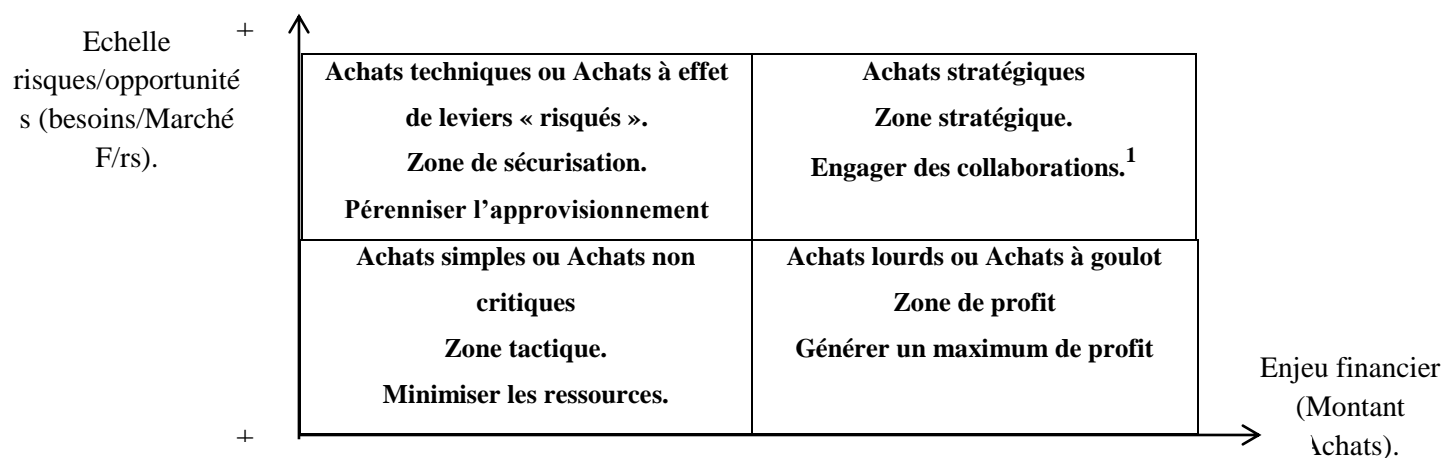 +
Echelle
risques/opportunité
s (besoins/Marché
F/rs).
Achats techniques ou Achats à effet
de leviers « risqués ».
Zone de sécurisation.
Pérenniser l’approvisionnement
Achats stratégiques
Zone stratégique.
Engager des collaborations.1
Achats simples ou Achats non
critiques
Zone tactique.
Minimiser les ressources.
Achats lourds ou Achats à goulot
Zone de profit
Générer un maximum de profit
+
Enjeu financier
(Montant
Achats).